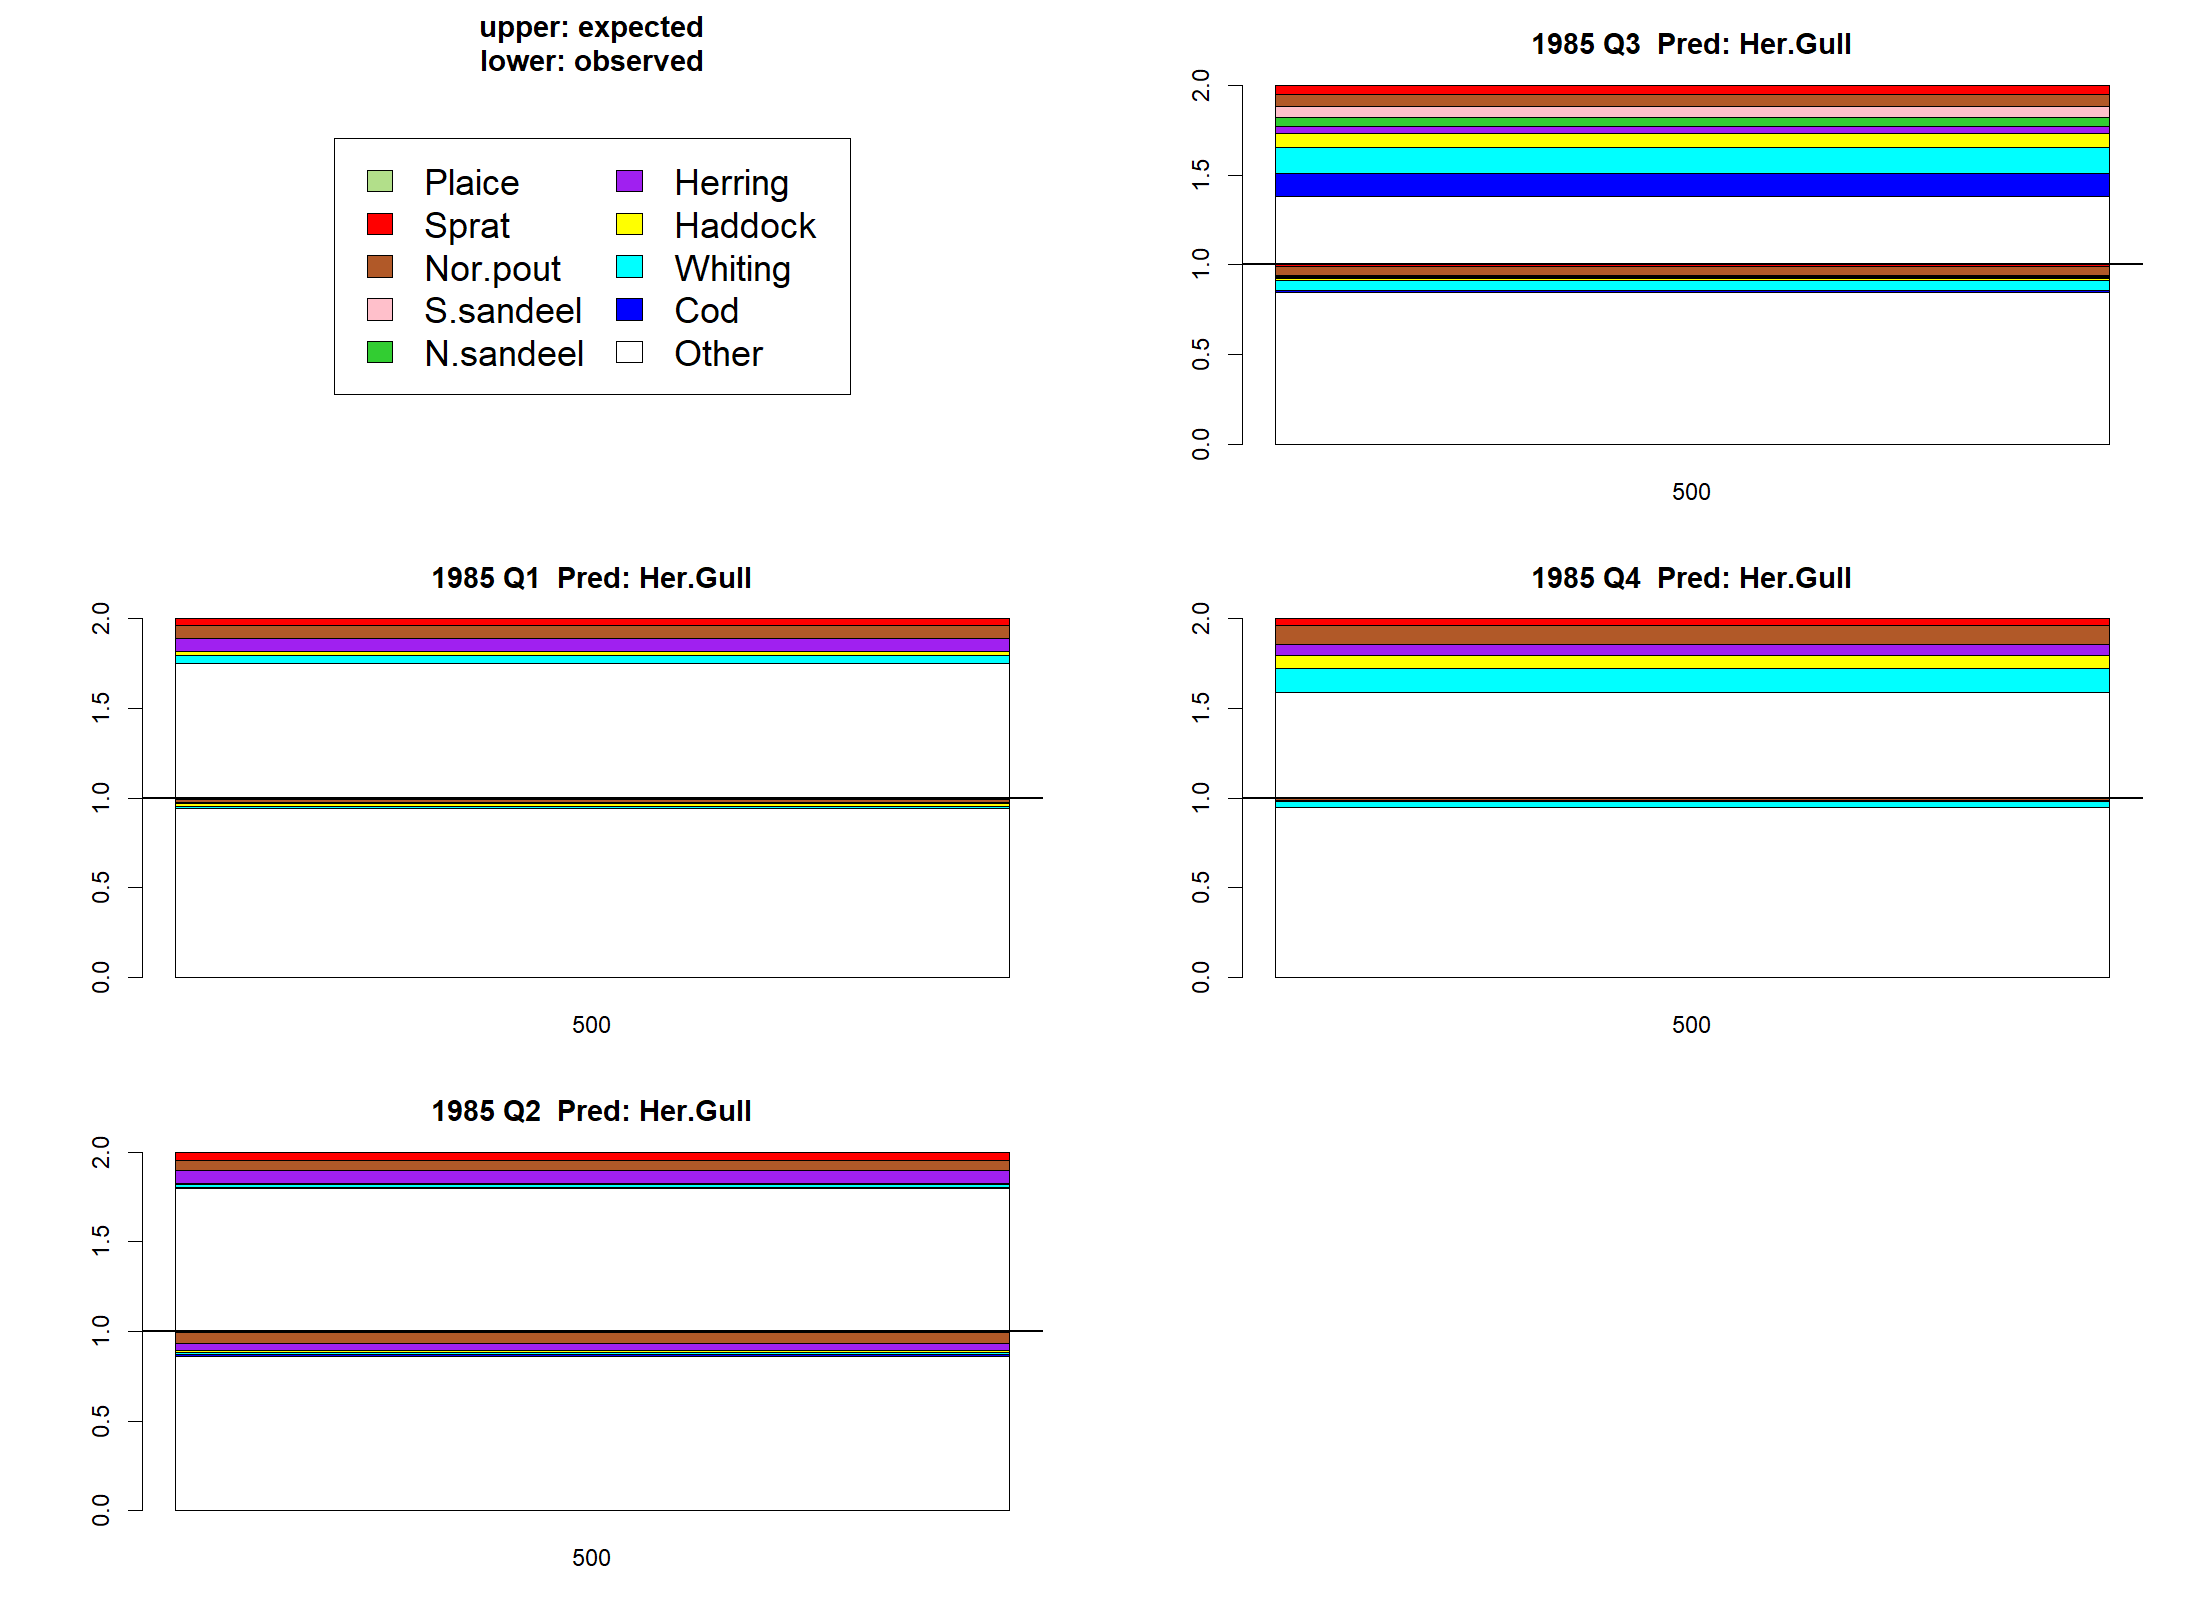 upper: expected
lower: observed
Plaice
Sprat
Nor.pout
S.sandeel
N.sandeel
Herring
Haddock
Whiting
Cod
Other
1985 Q1  Pred: Her.Gull
2.0
1.5
1.0
0.5
0.0
500
1985 Q2  Pred: Her.Gull
2.0
1.5
1.0
0.5
0.0
500
1985 Q3  Pred: Her.Gull
2.0
1.5
1.0
0.5
0.0
500
1985 Q4  Pred: Her.Gull
2.0
1.5
1.0
0.5
0.0
500